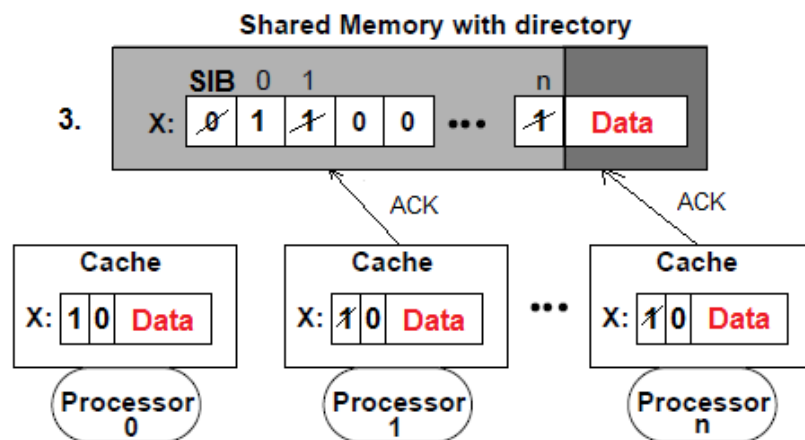 Shared Memory with directory
SIB 0 1 n
3. X: 0 1 1 0 0 ••• 1 Data
ACK ACK
Cache Cache Cache
X: 1 0 Data X: 1 0 Data ••• X: 1 0 Data
Processor Processor Processor
0 1 n